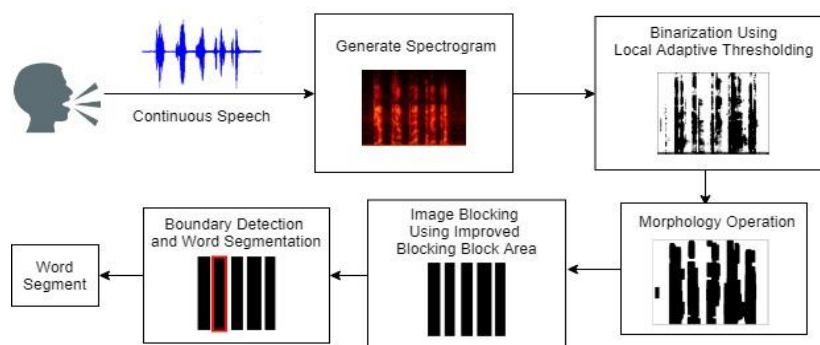 Continuous Speech
Generate Spectrogram
Binarization Using
Local Adaptive Thresholding
Morphology Operation
Image Blocking
Using Improved
Blocking Block Area
Boundary Detection
and Word Segmentation
Word
Segment